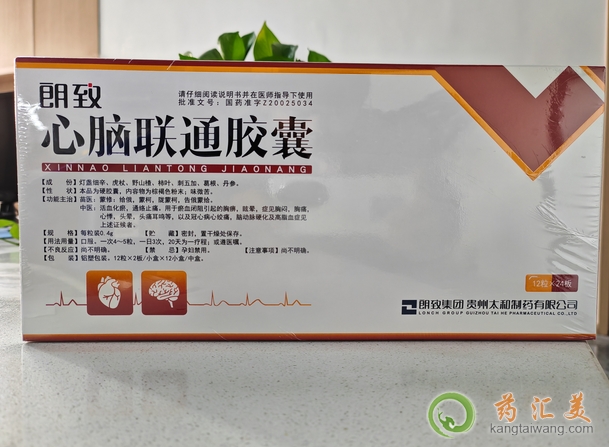 朗致
请仔细阅读说明书并在医师指导下使用
批准文号：国药准字Z20025034
心脑联通胶囊
XINNAO LIANTONG JIAONANG
【成 份】灯盏细辛、虎杖、野山楂、柿叶、刺五加、葛根、丹参。
【性 状】本品为硬胶囊，内容物为棕褐色粉末；味微苦。
【功能主治】苗医：蒙修：给俄，蒙柯，陇蒙柯，告俄蒙给。
中医：活血化瘀，通络止痛。用于瘀血闭阻引起的胸痹，眩晕，症见胸闷、胸痛、
心悸、头晕、头痛耳鸣等，以及冠心病心绞痛，脑动脉硬化及高脂血症见
上述证候者。
【规 格】每粒装0.4g 【贮 藏】密封，置干燥处保存。
【用法用量】口服，一次4～5粒，一日3次，20天为一疗程；或遵医嘱。
【不良反应】尚不明确。 【禁 忌】孕妇禁用。 【注意事项】尚不明确。
【包 装】铝塑包装，12粒×2板/小盒×12小盒/中盒。
12粒×24板
朗致集团 贵州太和制药有限公司
LONCH GROUP GUIZHOU TAI HE PHARMACEUTICAL CO.,LTD
药汇美
kangtaiwang.com